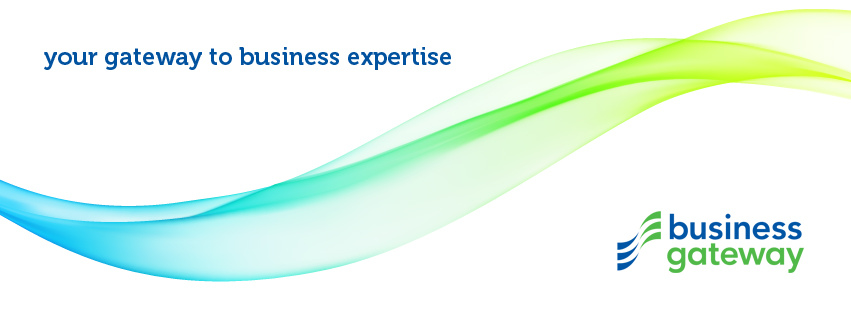 your gateway to business expertise
business
gateway